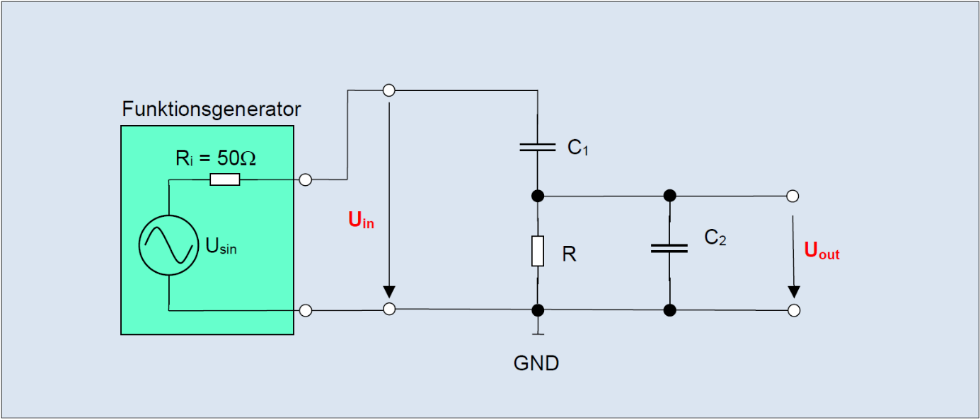 Funktionsgenerator
Rᵢ = 50Ω
C₁
Uᵢₙ
Uₛᵢₙ
R
C₂
Uₒᵤₜ
GND